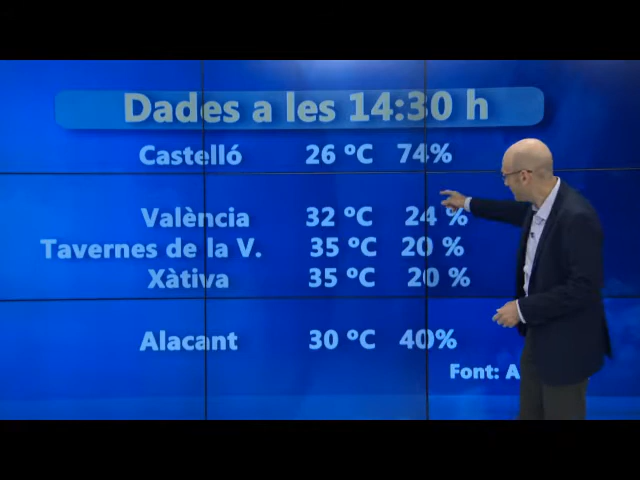 Dades a les 14:30 h
Castelló 26 ºC 74%
València 32 ºC 24 %
Tavernes de la V. 35 ºC 20 %
Xàtiva 35 ºC 20 %
Alacant 30 ºC 40%
Font: